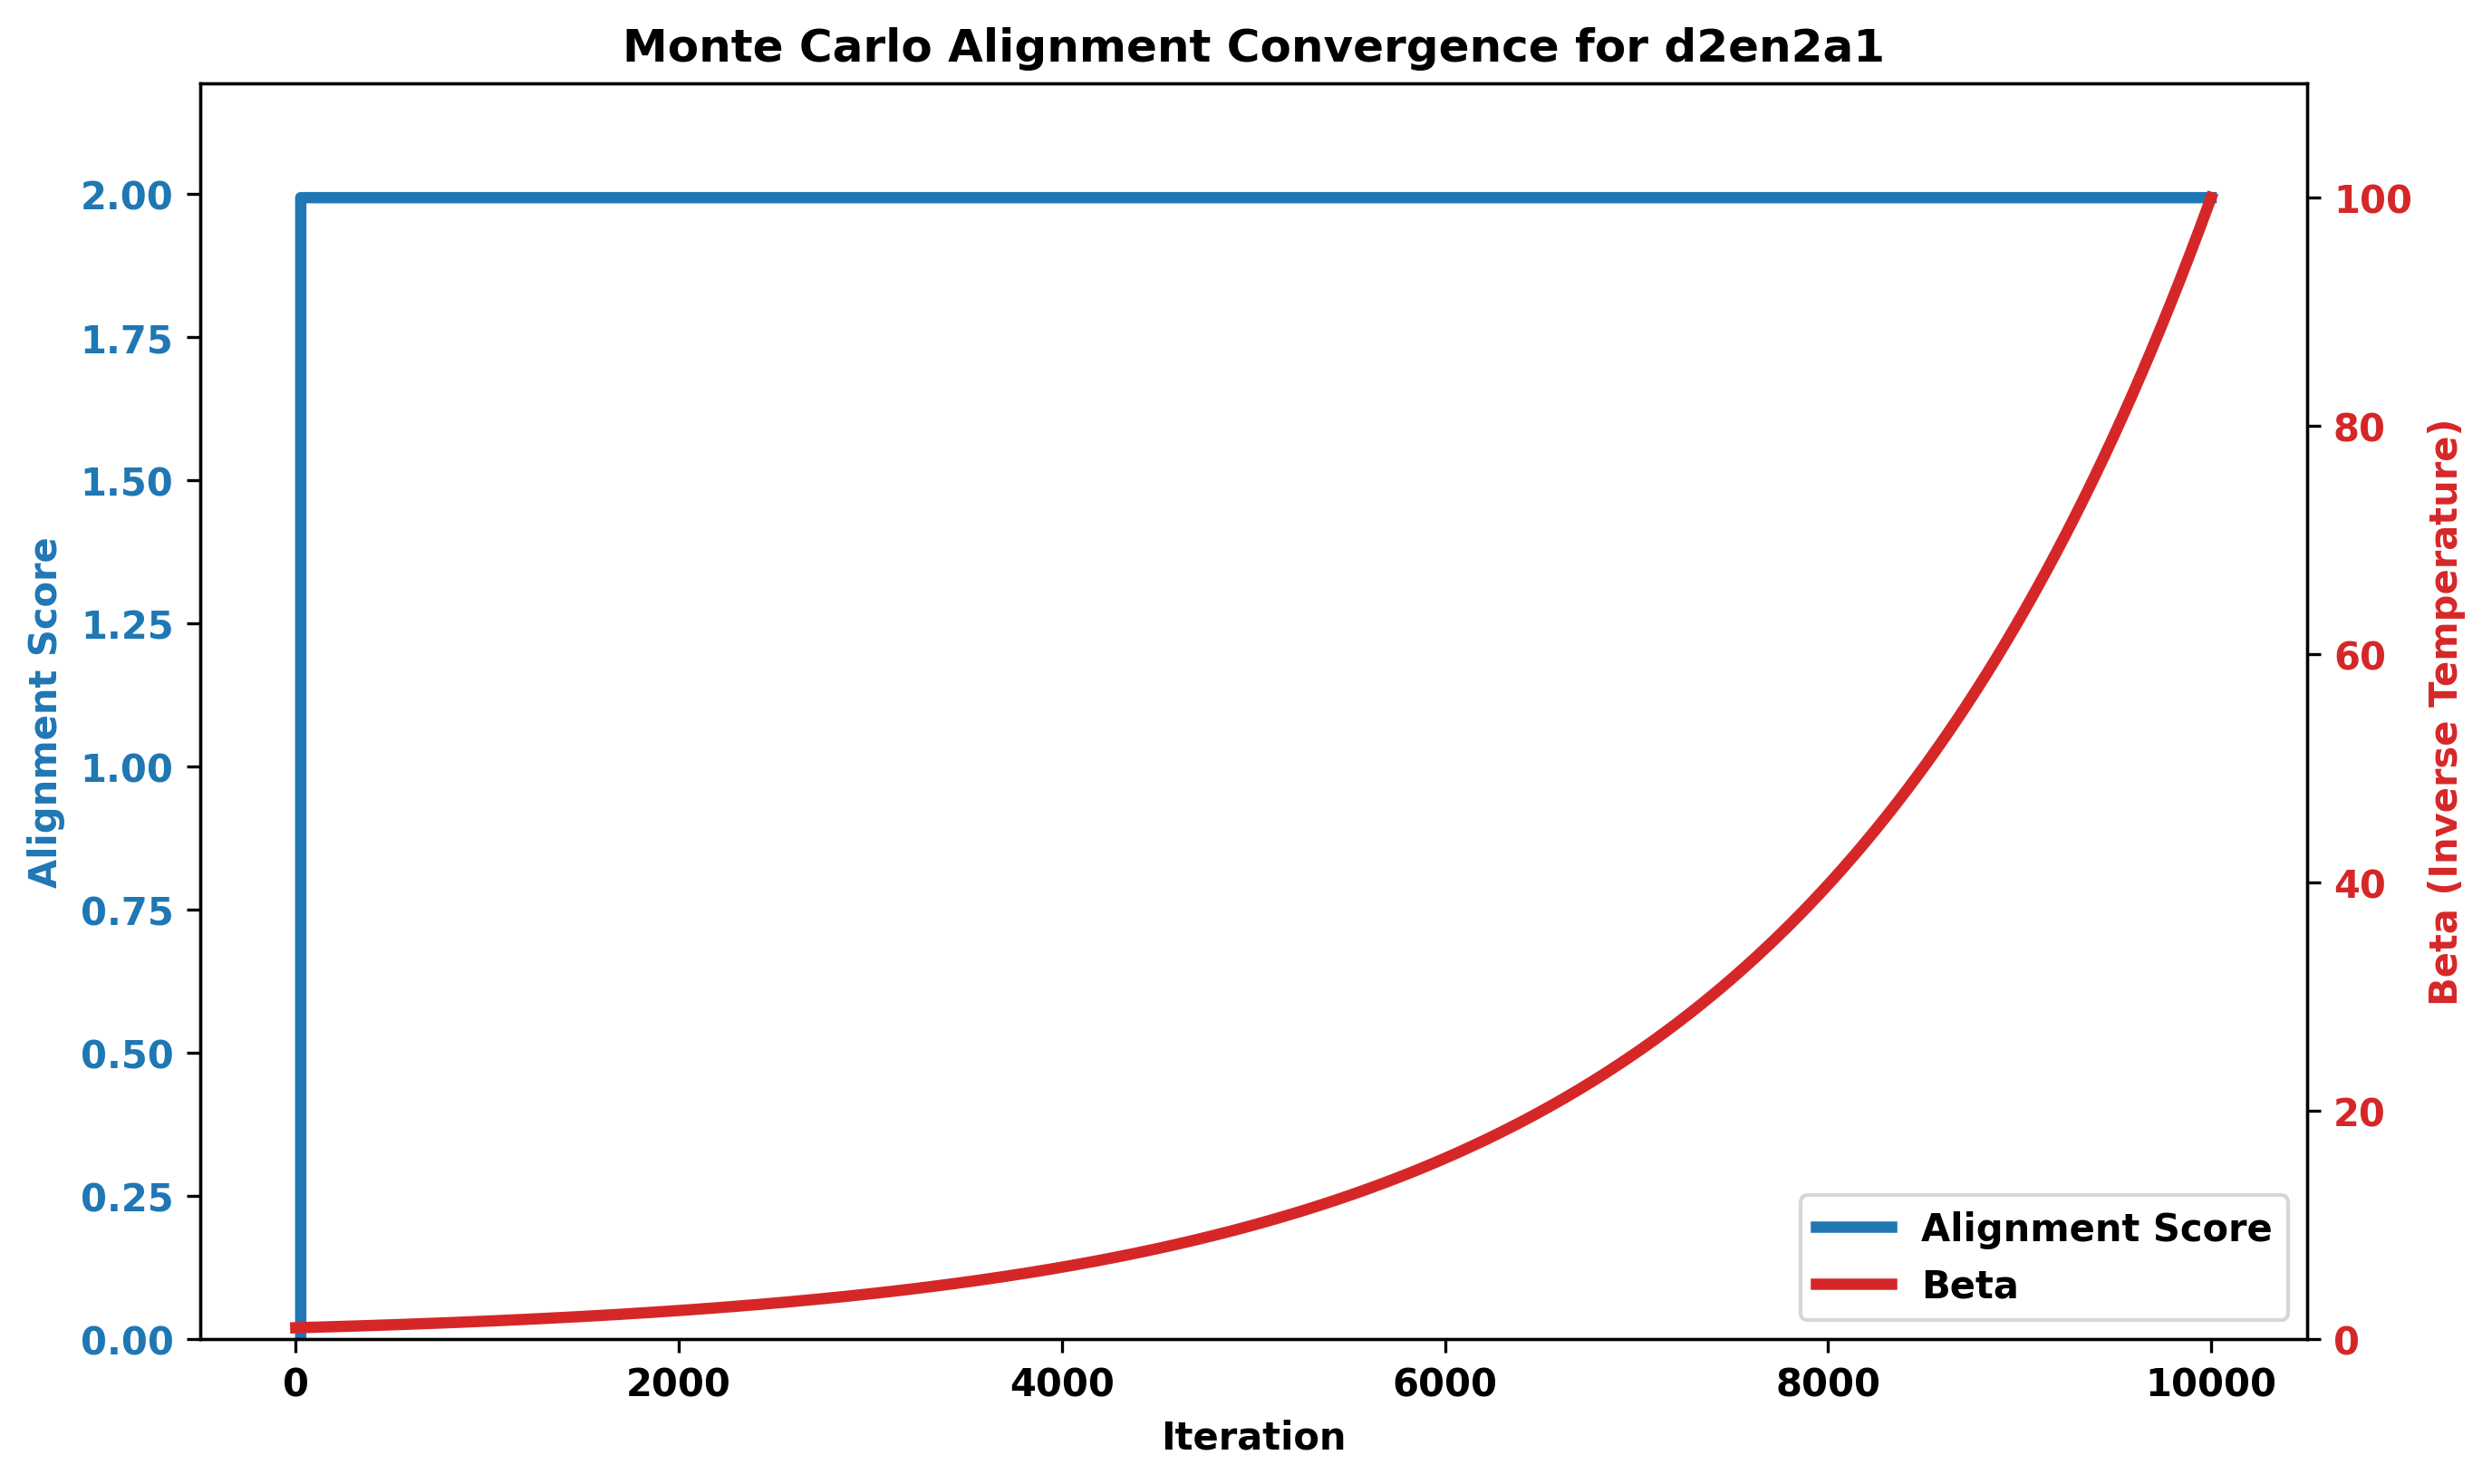 Monte Carlo Alignment Convergence for d2en2a1
2.00
1.75
1.50
1.25
1.00
0.75
0.50
0.25
0.00
Alignment Score
100
80
60
40
20
0
Beta (Inverse Temperature)
Alignment Score
Beta
0 2000 4000 6000 8000 10000
Iteration